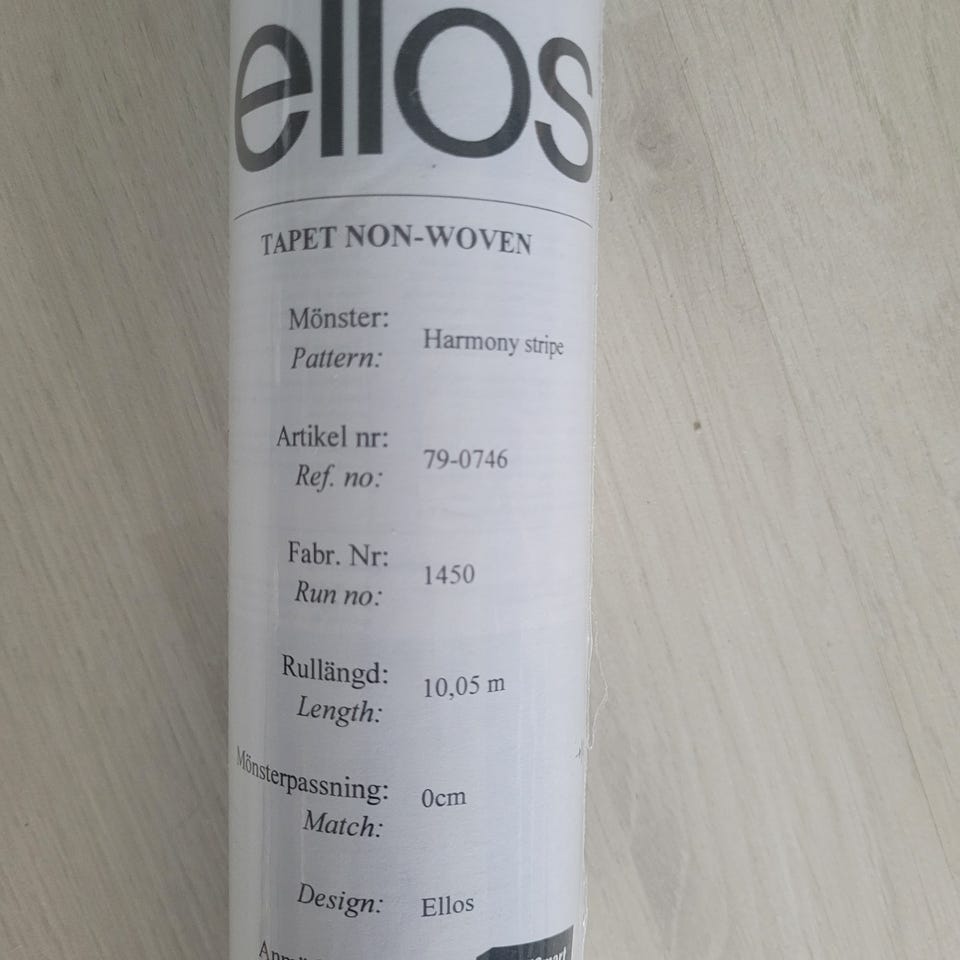 ellos
TAPET NON-WOVEN
Mönster:
Pattern:
Harmony stripe
Artikel nr:
Ref. no:
79-0746
Fabr. Nr:
Run no:
1450
Rullängd:
Length:
10,05 m
Mönsterpassning:
Match:
0cm
Design:
Ellos